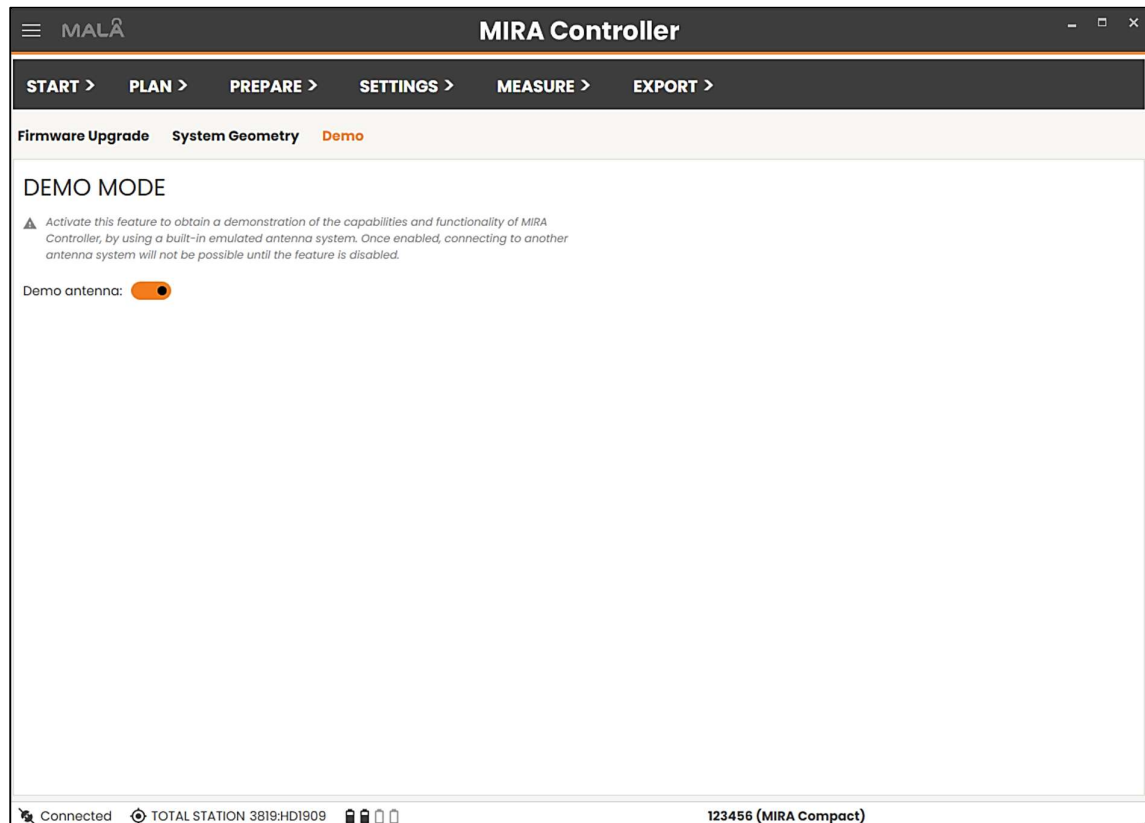 MALÅ
MIRA Controller
START > PLAN > PREPARE > SETTINGS > MEASURE > EXPORT >
Firmware Upgrade System Geometry Demo
DEMO MODE
Activate this feature to obtain a demonstration of the capabilities and functionality of MIRA
Controller, by using a built-in emulated antenna system. Once enabled, connecting to another
antenna system will not be possible until the feature is disabled.
Demo antenna:
Connected TOTAL STATION 3819:HD1909 123456 (MIRA Compact)